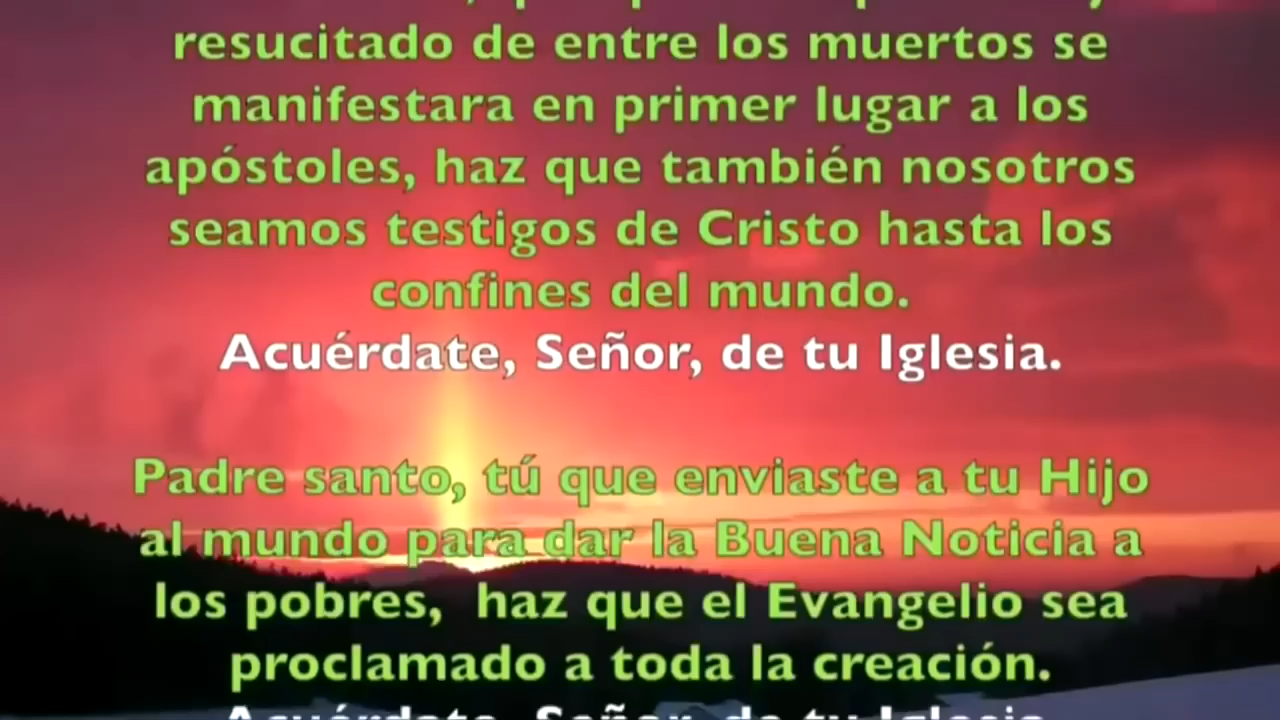 resucitado de entre los muertos se
manifestara en primer lugar a los
apóstoles, haz que también nosotros
seamos testigos de Cristo hasta los
confines del mundo.
Acuérdate, Señor, de tu Iglesia.
Padre santo, tú que enviaste a tu Hijo
al mundo para dar la Buena Noticia a
los pobres, haz que el Evangelio sea
proclamado a toda la creación.
Acuérdate, Señor, de tu Iglesia.